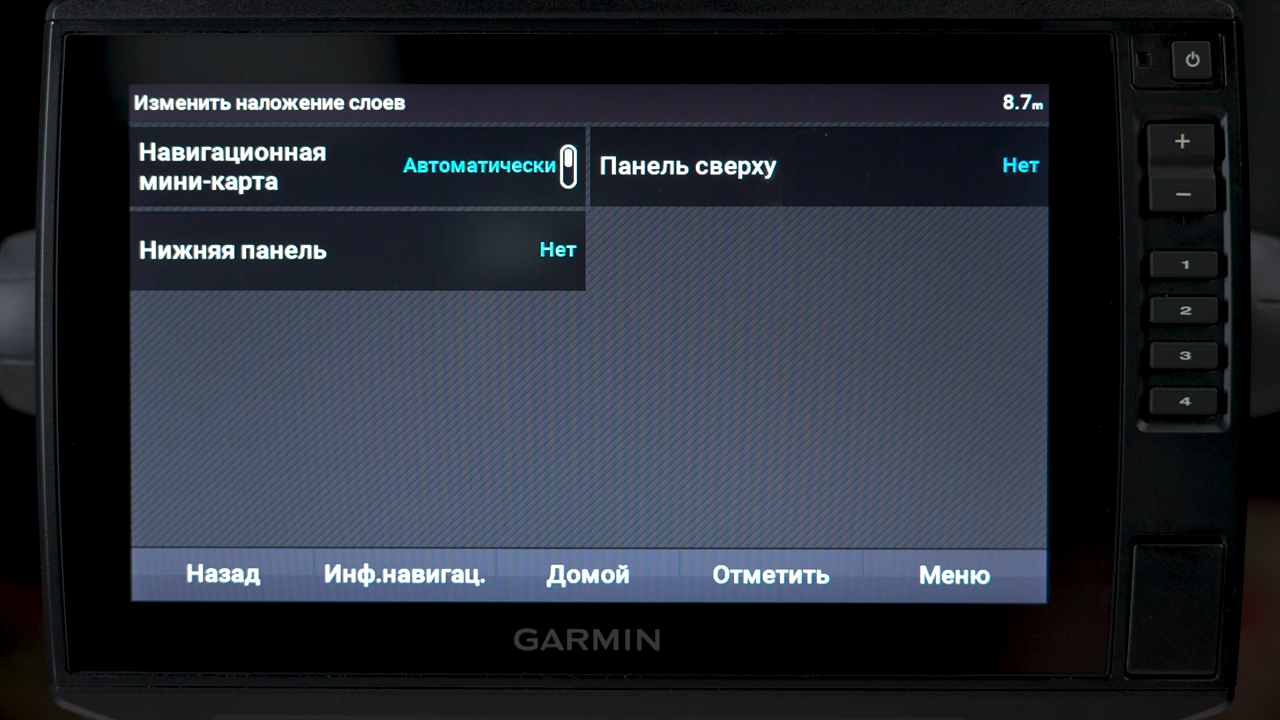 Изменить наложение слоев
8.7m
Навигационная
мини-карта
Автоматически
Панель сверху
Нет
Нижняя панель
Нет
Назад
Инф.навигац.
Домой
Отметить
Меню
GARMIN
+
−
1
2
3
4